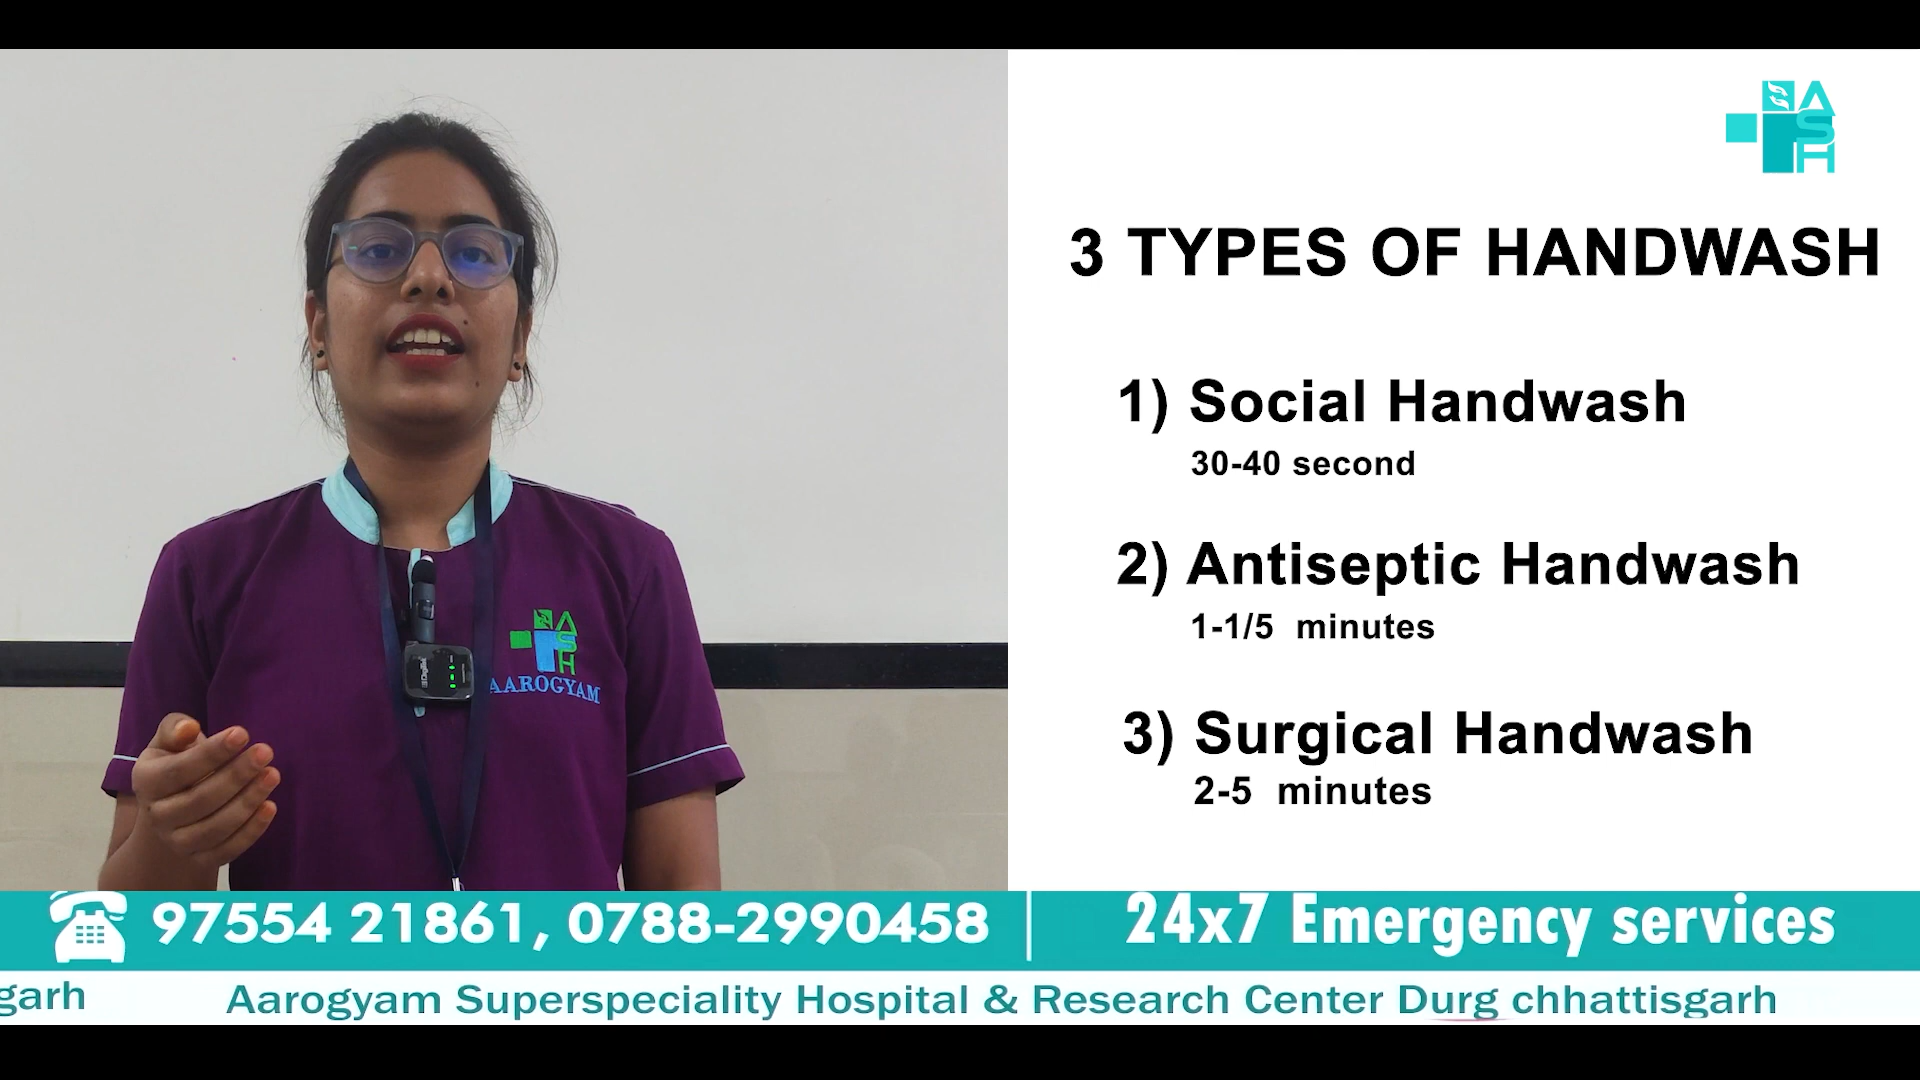 ASH
3 TYPES OF HANDWASH
1) Social Handwash
30-40 second
2) Antiseptic Handwash
1-1/5 minutes
3) Surgical Handwash
2-5 minutes
ASH
AAROGYAM
97554 21861, 0788-2990458
24x7 Emergency services
garh Aarogyam Superspeciality Hospital & Research Center Durg chhattisgarh